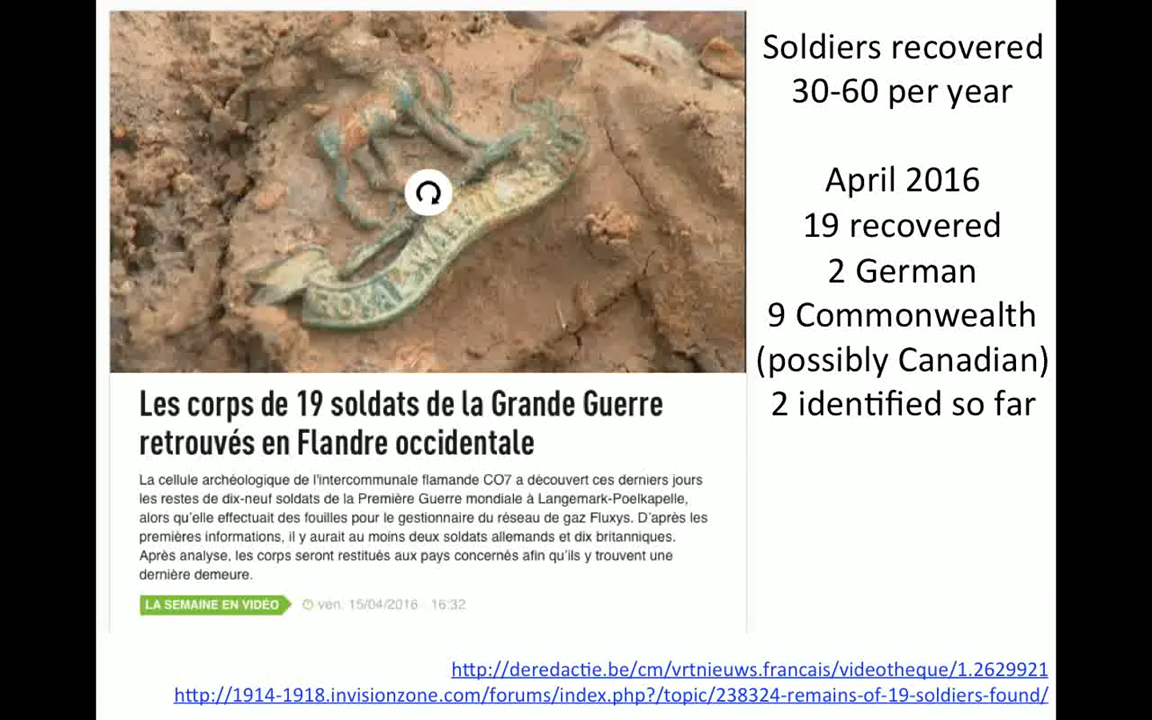 ROYAL WARWICKSHIRE
Les corps de 19 soldats de la Grande Guerre
retrouvés en Flandre occidentale
La cellule archéologique de l'intercommunale flamande CO7 a découvert ces derniers jours
les restes de dix-neuf soldats de la Première Guerre mondiale à Langemark-Poelkapelle,
alors qu'elle effectuait des fouilles pour le gestionnaire du réseau de gaz Fluxys. D'après les
premières informations, il y aurait au moins deux soldats allemands et dix britanniques.
Après analyse, les corps seront restitués aux pays concernés afin qu'ils y trouvent une
dernière demeure.
LA SEMAINE EN VIDÉO ven. 15/04/2016 - 16:32
Soldiers recovered
30-60 per year
April 2016
19 recovered
2 German
9 Commonwealth
(possibly Canadian)
2 identified so far
http://deredactie.be/cm/vrtnieuws.francais/videotheque/1.2629921
http://1914-1918.invisionzone.com/forums/index.php?/topic/238324-remains-of-19-soldiers-found/